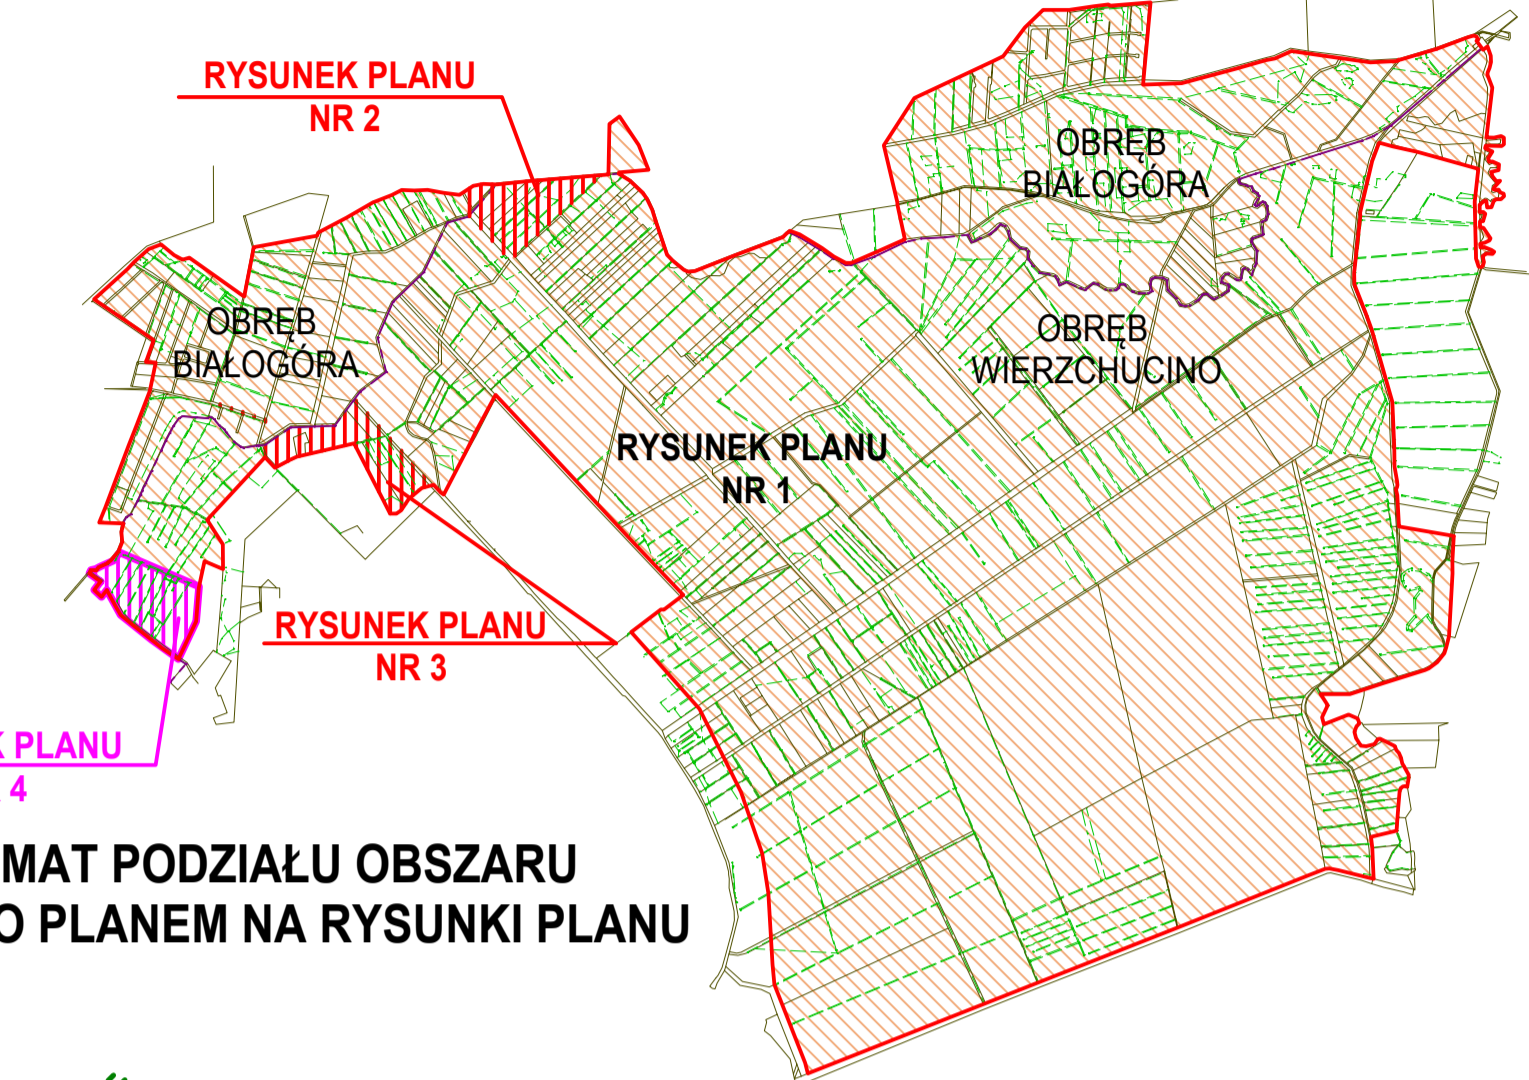 RYSUNEK PLANU
NR 2
OBRĘB
BIAŁOGÓRA
OBRĘB
BIAŁOGÓRA
OBRĘB
WIERZCHUCINO
RYSUNEK PLANU
NR 1
RYSUNEK PLANU
NR 3
K PLANU
4
MAT PODZIAŁU OBSZARU
O PLANEM NA RYSUNKI PLANU